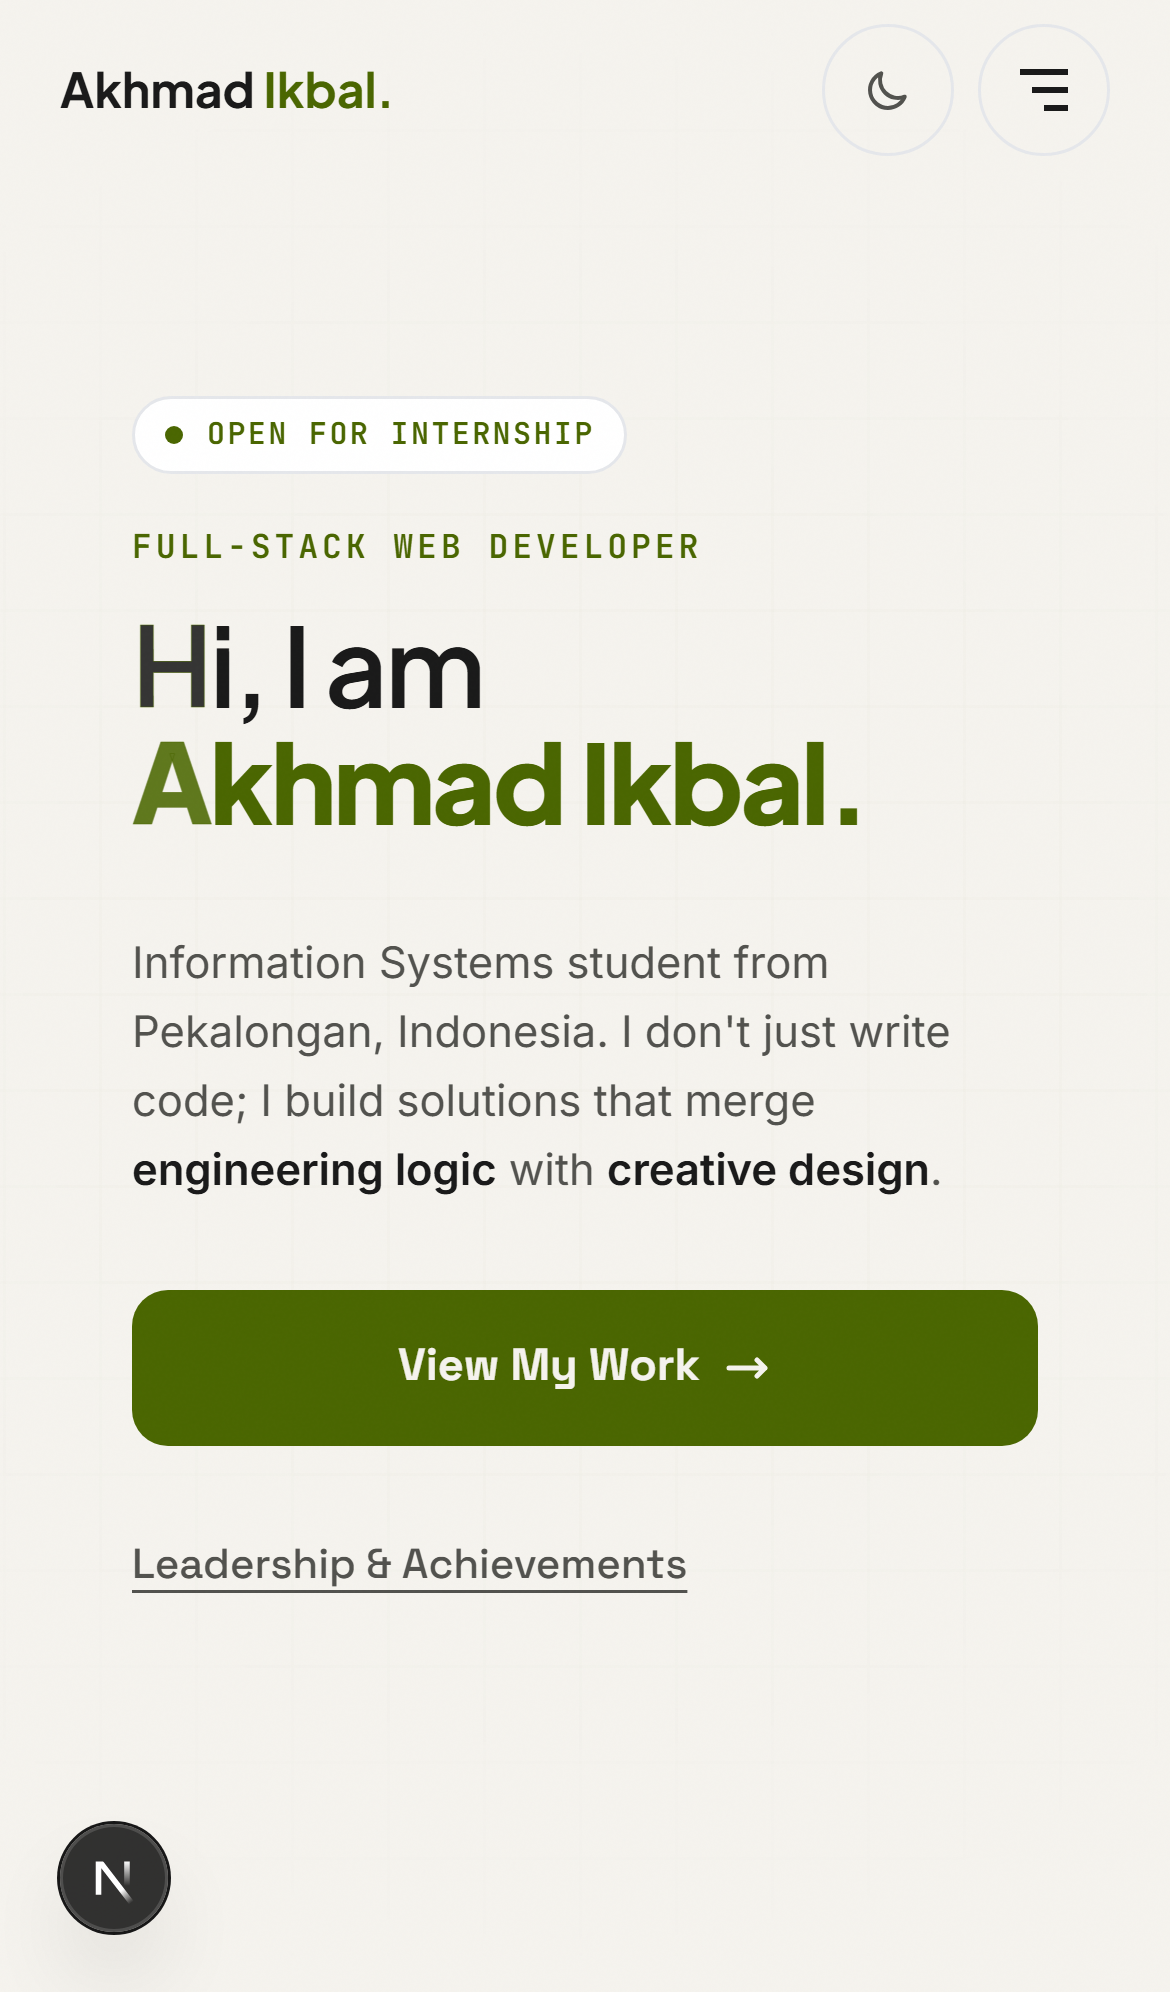 Akhmad Ikbal.
OPEN FOR INTERNSHIP
FULL-STACK WEB DEVELOPER
Hi, I am
Akhmad Ikbal.
Information Systems student from
Pekalongan, Indonesia. I don't just write
code; I build solutions that merge
engineering logic with creative design.
View My Work →
Leadership & Achievements
N